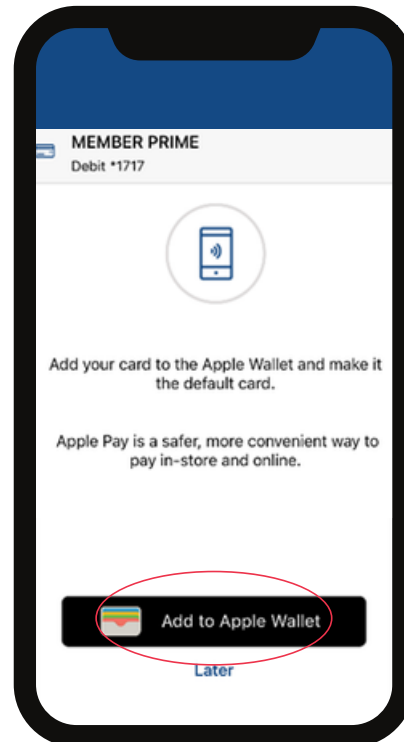 MEMBER PRIME
Debit *1717
Add your card to the Apple Wallet and make it
the default card.
Apple Pay is a safer, more convenient way to
pay in-store and online.
Add to Apple Wallet
Later